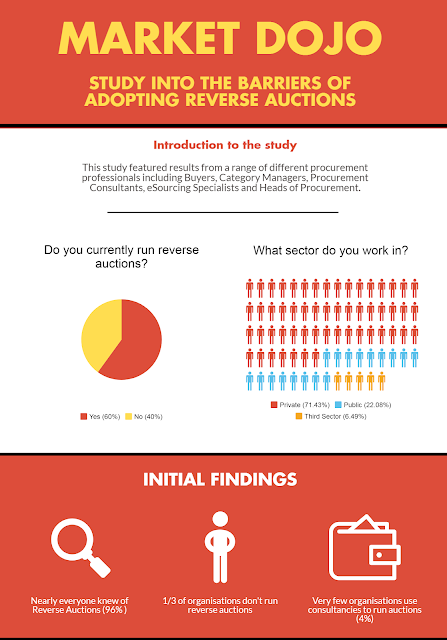 MARKET DOJO
STUDY INTO THE BARRIERS OF
ADOPTING REVERSE AUCTIONS
Introduction to the study
This study featured results from a range of different procurement
professionals including Buyers, Category Managers, Procurement
Consultants, eSourcing Specialists and Heads of Procurement.
Do you currently run reverse
auctions?
Yes (60%) No (40%)
What sector do you work in?
Private (71.43%) Public (22.08%)
Third Sector (6.49%)
INITIAL FINDINGS
Nearly everyone knew of
Reverse Auctions (96% )
1/3 of organisations don't run
reverse auctions
Very few organisations use
consultancies to run auctions
(4%)